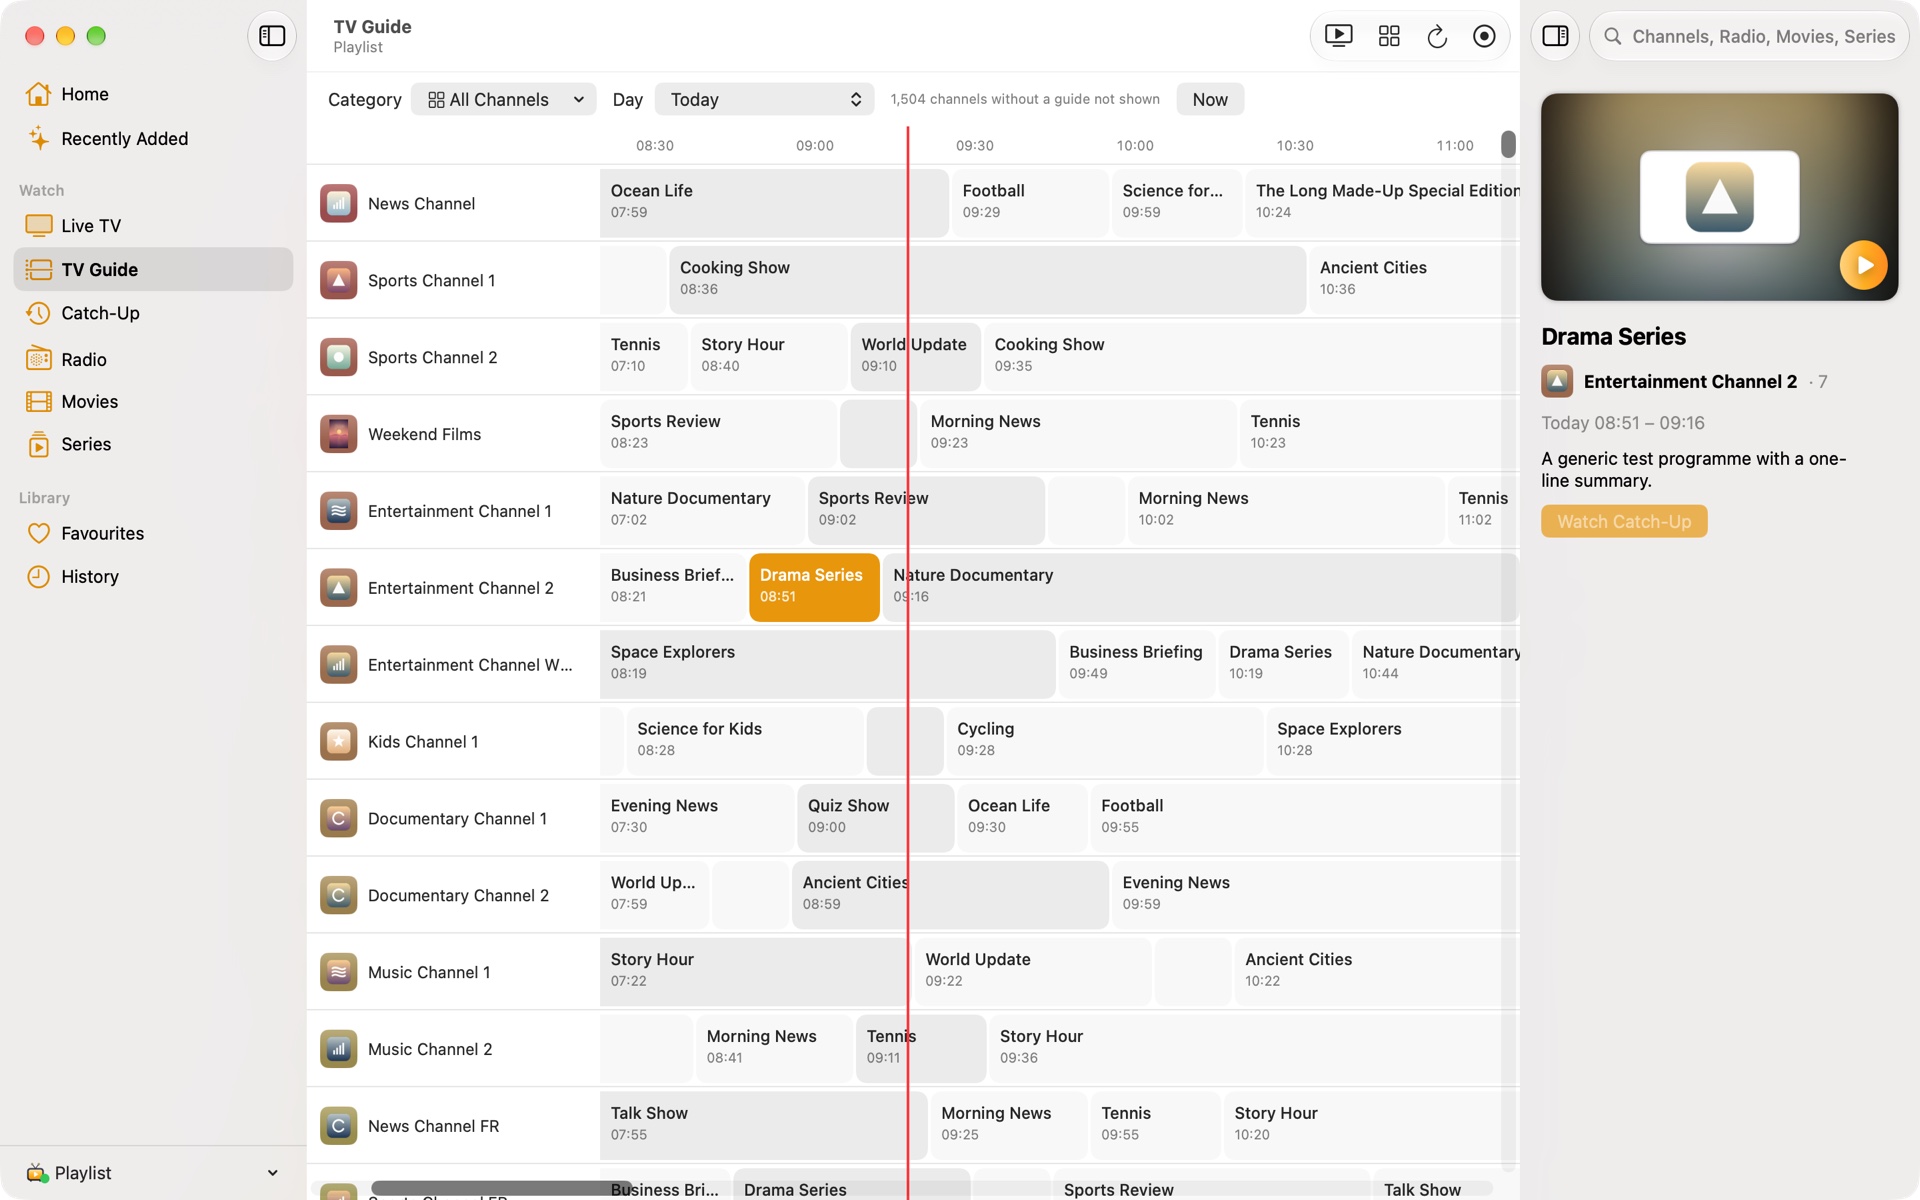 TV Guide
Playlist
Channels, Radio, Movies, Series
Home
Recently Added
Watch
Live TV
TV Guide
Catch-Up
Radio
Movies
Series
Library
Favourites
History
Playlist
Category
All Channels
Day
Today
1,504 channels without a guide not shown
Now
08:30
09:00
09:30
10:00
10:30
11:00
News Channel
Ocean Life
07:59
Football
09:29
Science for...
09:59
The Long Made-Up Special Edition
10:24
Sports Channel 1
Cooking Show
08:36
Ancient Cities
10:36
Sports Channel 2
Tennis
07:10
Story Hour
08:40
World Update
09:10
Cooking Show
09:35
Weekend Films
Sports Review
08:23
Morning News
09:23
Tennis
10:23
Entertainment Channel 1
Nature Documentary
07:02
Sports Review
09:02
Morning News
10:02
Tennis
11:02
Entertainment Channel 2
Business Brief...
08:21
Drama Series
08:51
Nature Documentary
09:16
Entertainment Channel W...
Space Explorers
08:19
Business Briefing
09:49
Drama Series
10:19
Nature Documentary
10:44
Kids Channel 1
Science for Kids
08:28
Cycling
09:28
Space Explorers
10:28
Documentary Channel 1
Evening News
07:30
Quiz Show
09:00
Ocean Life
09:30
Football
09:55
Documentary Channel 2
World Up...
07:59
Ancient Cities
08:59
Evening News
09:59
Music Channel 1
Story Hour
07:22
World Update
09:22
Ancient Cities
10:22
Music Channel 2
Morning News
08:41
Tennis
09:11
Story Hour
09:36
News Channel FR
Talk Show
07:55
Morning News
09:25
Tennis
09:55
Story Hour
10:20
Business Bri...
Drama Series
Sports Review
Talk Show
Drama Series
Entertainment Channel 2 · 7
Today 08:51 – 09:16
A generic test programme with a one-
line summary.
Watch Catch-Up